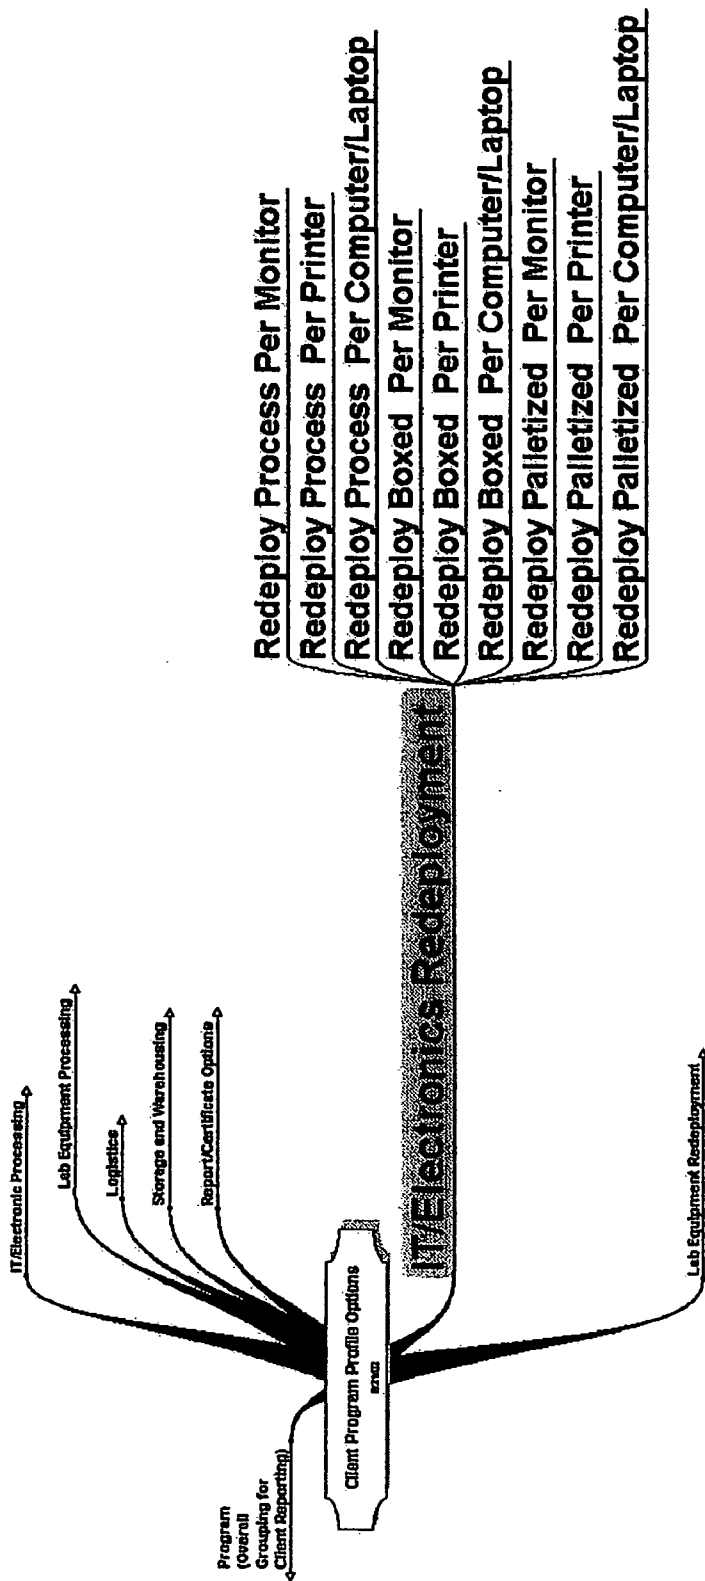 Program
(Overall
Grouping for
Client Reporting)
IT/Electronic Processing
Lab Equipment Processing
Logistics
Storage and Warehousing
Report/Certificate Options
Client Program Profile Options
IT/Electronics Redeployment
Redeploy Process Per Monitor
Redeploy Process Per Printer
Redeploy Process Per Computer/Laptop
Redeploy Boxed Per Monitor
Redeploy Boxed Per Printer
Redeploy Boxed Per Computer/Laptop
Redeploy Palletized Per Monitor
Redeploy Palletized Per Printer
Redeploy Palletized Per Computer/Laptop
Lab Equipment Redeployment